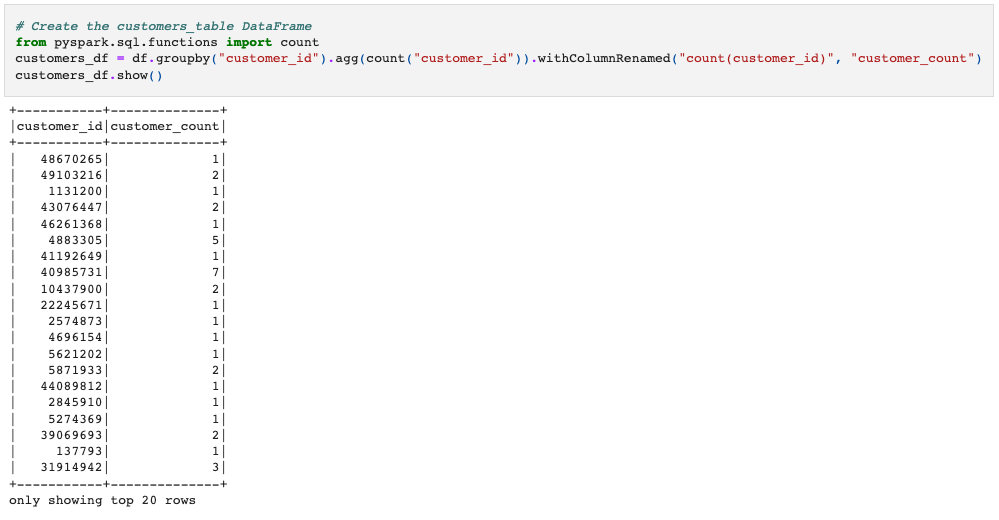 # Create the customers_table DataFrame
from pyspark.sql.functions import count
customers_df = df.groupby("customer_id").agg(count("customer_id")).withColumnRenamed("count(customer_id)", "customer_count")
customers_df.show()
+-----------+--------------+
|customer_id|customer_count|
+-----------+--------------+
|   48670265|             1|
|   49103216|             2|
|    1131200|             1|
|   43076447|             2|
|   46261368|             1|
|    4883305|             5|
|   41192649|             1|
|   40985731|             7|
|   10437900|             2|
|   22245671|             1|
|    2574873|             1|
|    4696154|             1|
|    5621202|             1|
|    5871933|             2|
|   44089812|             1|
|    2845910|             1|
|    5274369|             1|
|   39069693|             2|
|     137793|             1|
|   31914942|             3|
+-----------+--------------+
only showing top 20 rows